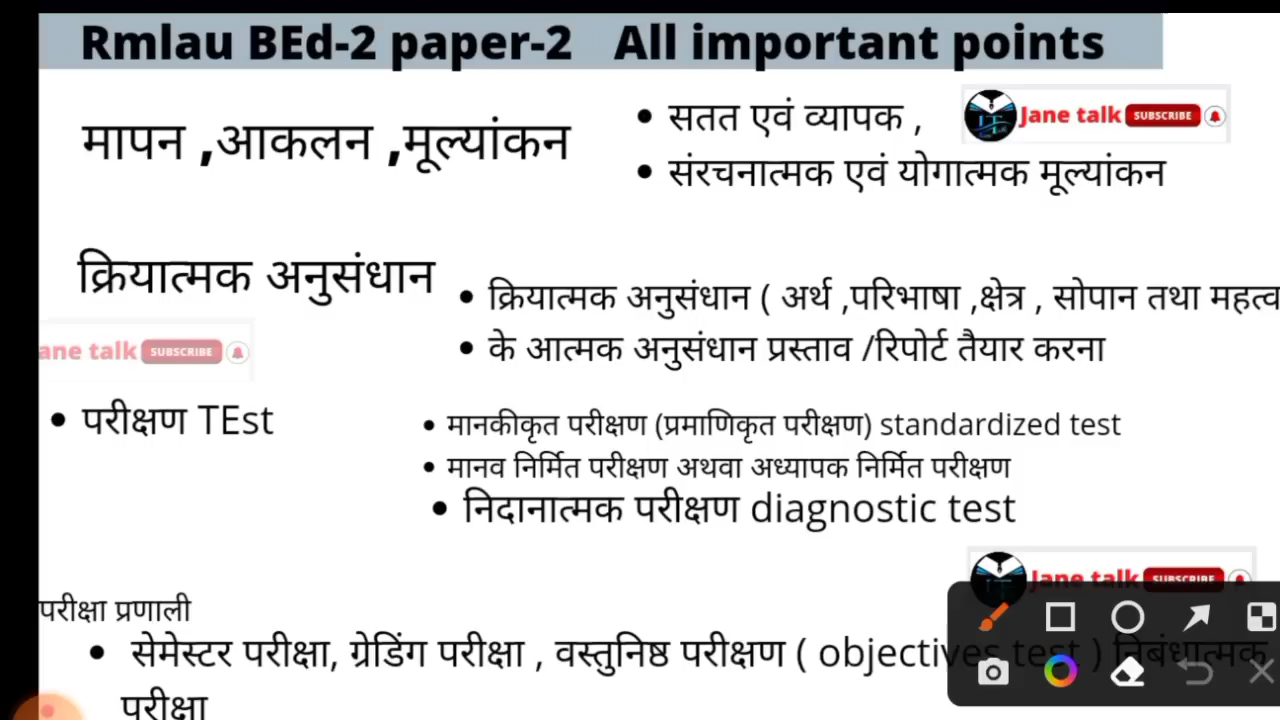 Rmlau BEd-2 paper-2 All important points
मापन ,आकलन ,मूल्यांकन
सतत एवं व्यापक ,
Jane talk SUBSCRIBE
संरचनात्मक एवं योगात्मक मूल्यांकन
क्रियात्मक अनुसंधान
क्रियात्मक अनुसंधान ( अर्थ ,परिभाषा ,क्षेत्र , सोपान तथा महत्व
ane talk SUBSCRIBE
के आत्मक अनुसंधान प्रस्ताव /रिपोर्ट तैयार करना
परीक्षण TEst
मानकीकृत परीक्षण (प्रमाणिकृत परीक्षण) standardized test
मानव निर्मित परीक्षण अथवा अध्यापक निर्मित परीक्षण
निदानात्मक परीक्षण diagnostic test
Jane talk SUBSCRIBE
परीक्षा प्रणाली
सेमेस्टर परीक्षा, ग्रेडिंग परीक्षा , वस्तुनिष्ठ परीक्षण ( objectives test ) निबंधात्मक
परीक्षा